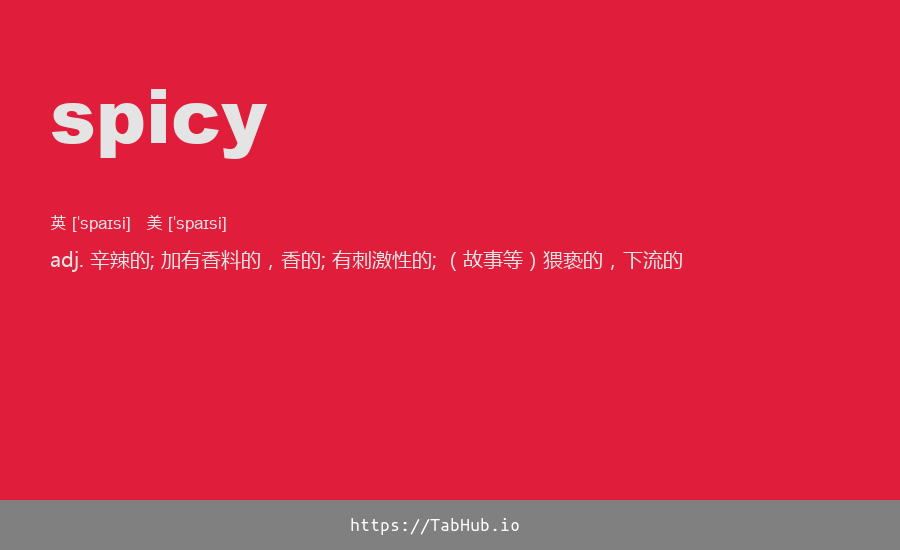 spicy
英 [ˈspaɪsi]   美 [ˈspaɪsi]
adj. 辛辣的; 加有香料的，香的; 有刺激性的; （故事等）猥亵的，下流的
https://TabHub.io